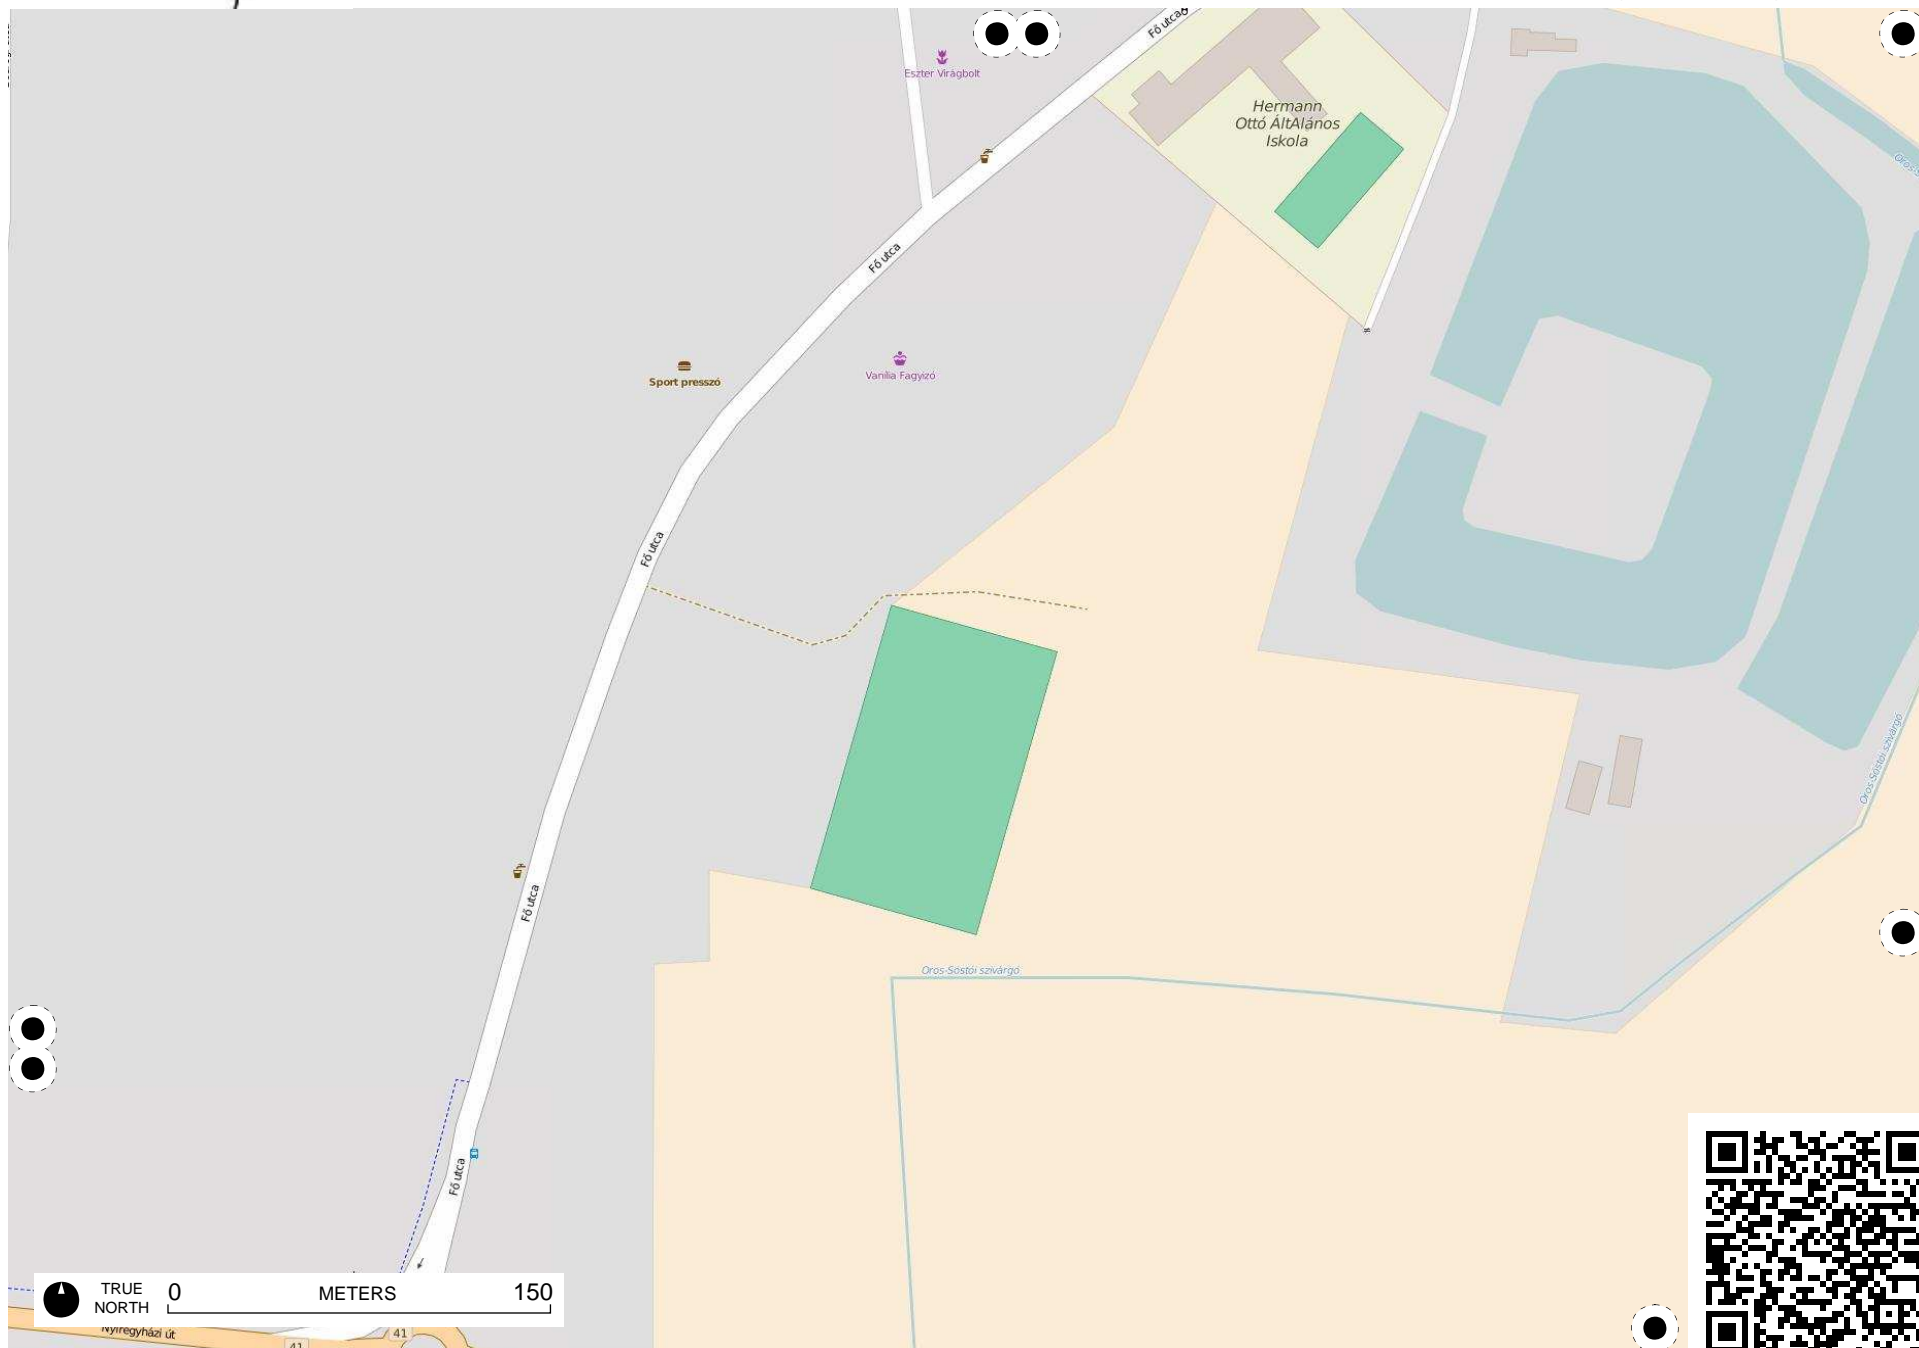 Fő utca
Eszter Virágbolt
Hermann
Ottó ÁltAlános
Iskola
Fő utca
Vanília Fagyizó
Sport presszó
Fő utca
Oros-Sóstói szivárgó
Fő utca
Oros-Sóstói szivárgó
Fő utca
TRUE
NORTH
0 METERS 150
Nyíregyházi út
41
41